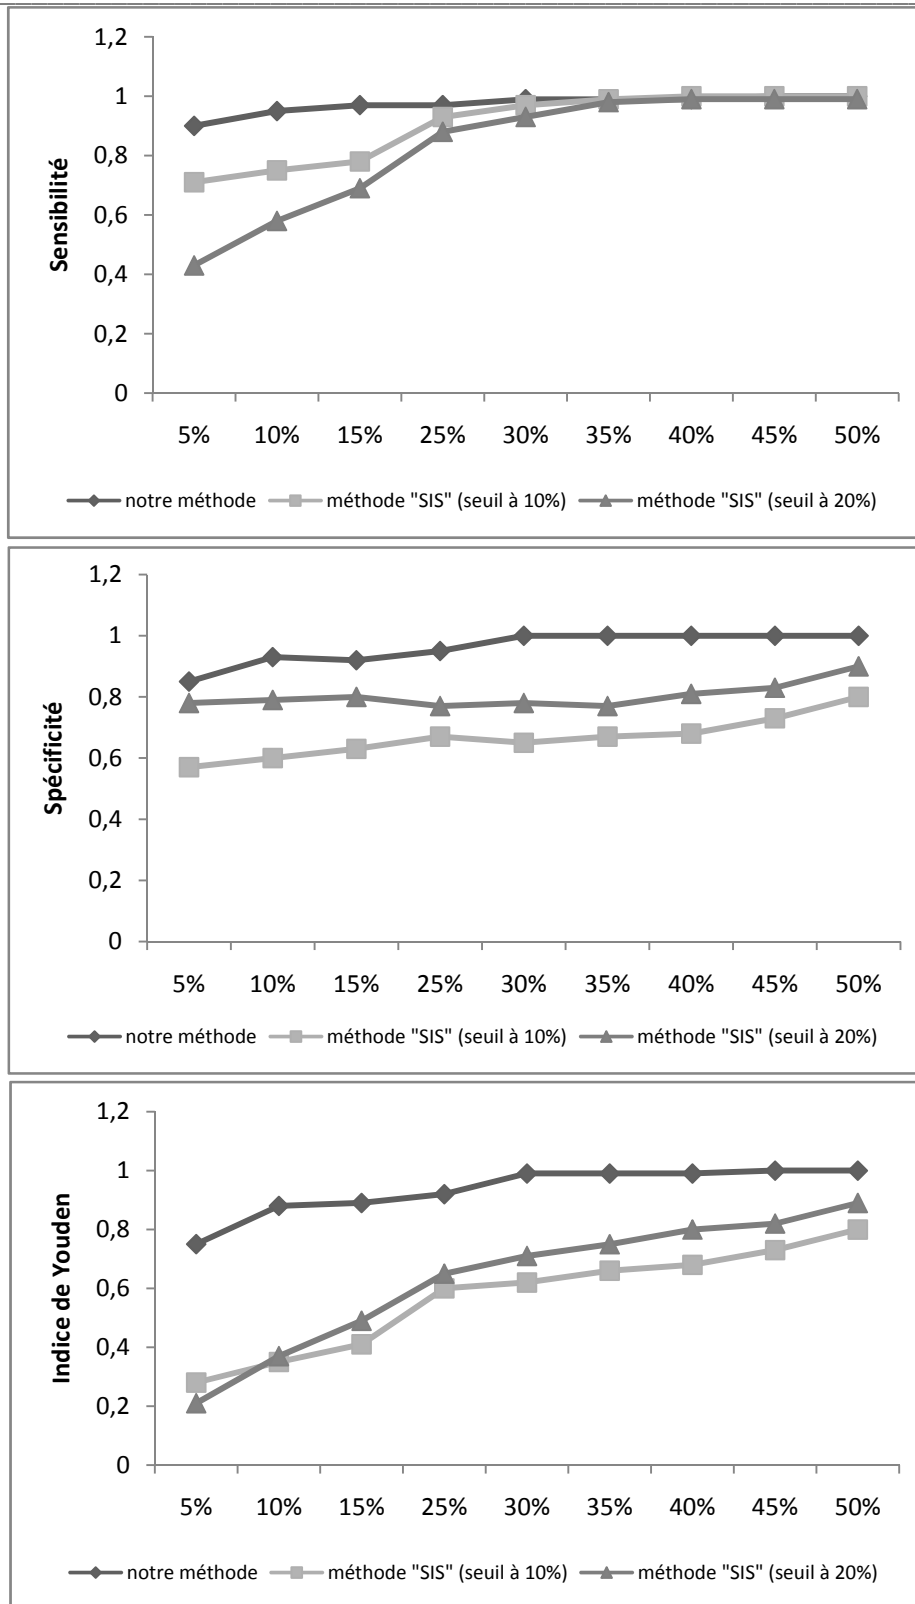 1,2
1
0,8
0,6
0,4
0,2
0
Sensibilité
5% 10% 15% 25% 30% 35% 40% 45% 50%
notre méthode méthode "SIS" (seuil à 10%) méthode "SIS" (seuil à 20%)
1,2
1
0,8
0,6
0,4
0,2
0
Spécificité
5% 10% 15% 25% 30% 35% 40% 45% 50%
notre méthode méthode "SIS" (seuil à 10%) méthode "SIS" (seuil à 20%)
1,2
1
0,8
0,6
0,4
0,2
0
Indice de Youden
5% 10% 15% 25% 30% 35% 40% 45% 50%
notre méthode méthode "SIS" (seuil à 10%) méthode "SIS" (seuil à 20%)